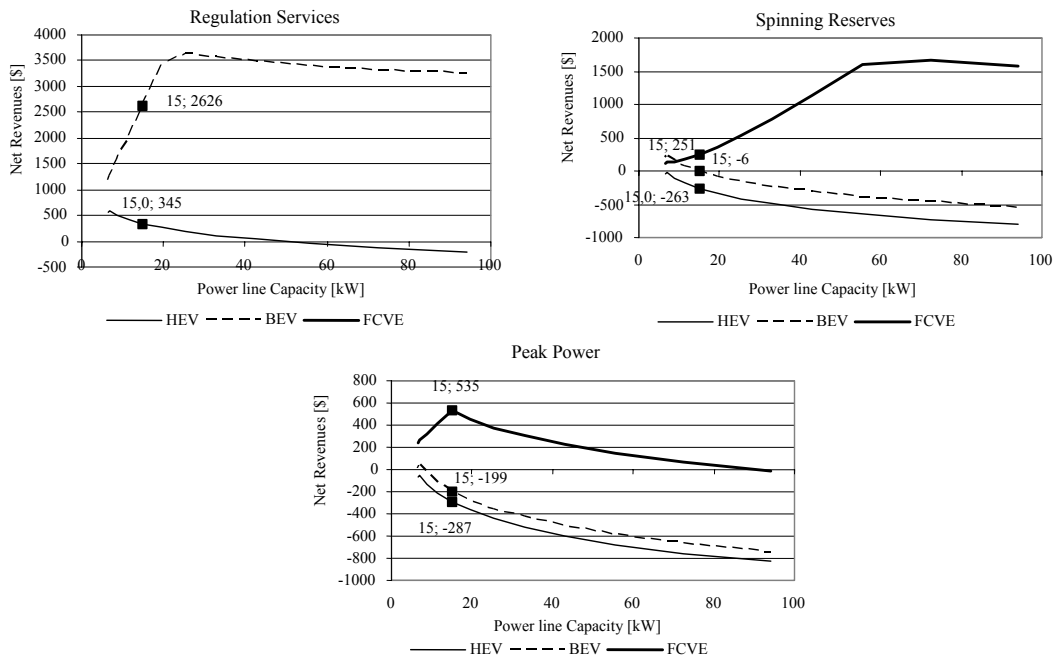 Regulation Services
Net Revenues [$]
4000
3500
3000
2500
2000
1500
1000
500
0
-500
15; 2626
15,0; 345
0
20
40
60
80
100
Power line Capacity [kW]
HEV
BEV
FCVE
Spinning Reserves
Net Revenues [$]
2000
1500
1000
500
0
-500
-1000
15; 251
15; -6
15,0; -263
0
20
40
60
80
100
Power line Capacity [kW]
HEV
BEV
FCVE
Peak Power
Net Revenues [$]
800
600
400
200
0
-200
-400
-600
-800
-1000
15; 535
15; -199
15; -287
0
20
40
60
80
100
Power line Capacity [kW]
HEV
BEV
FCVE